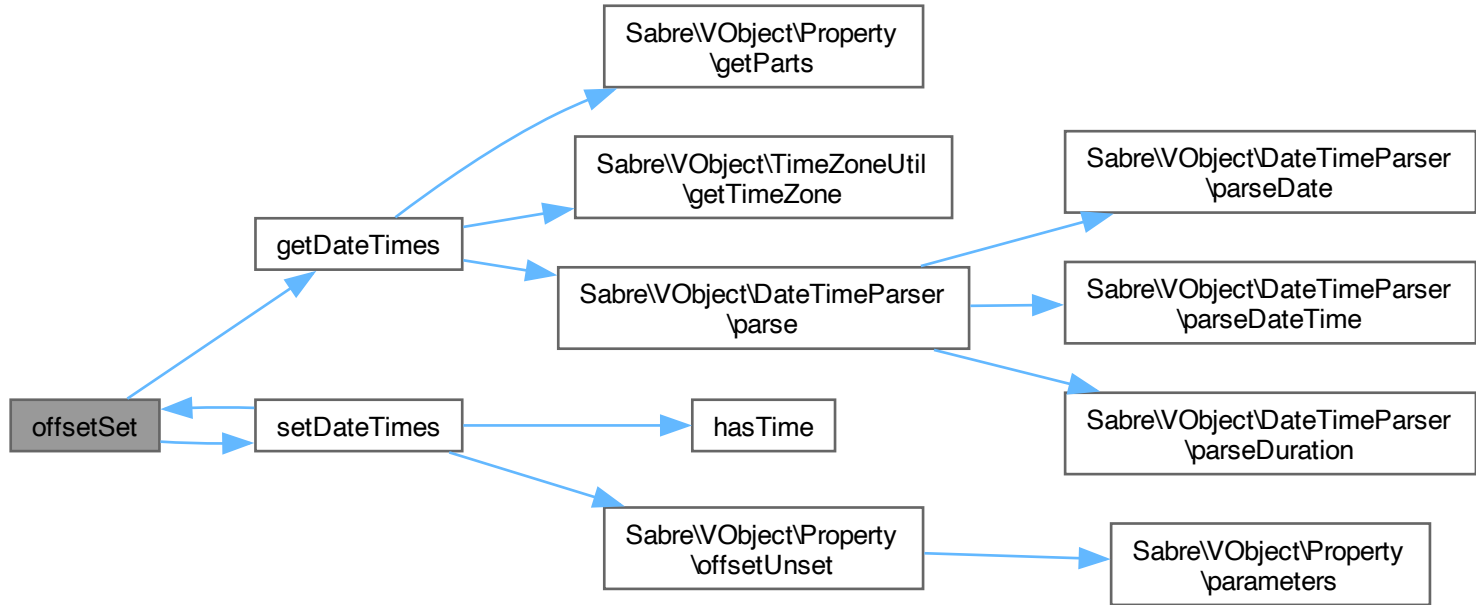 Sabre\VObject\Property
\getParts
Sabre\VObject\TimeZoneUtil
\getTimeZone
getDateTimes
Sabre\VObject\DateTimeParser
\parse
Sabre\VObject\DateTimeParser
\parseDate
Sabre\VObject\DateTimeParser
\parseDateTime
Sabre\VObject\DateTimeParser
\parseDuration
offsetSet
setDateTimes
hasTime
Sabre\VObject\Property
\offsetUnset
Sabre\VObject\Property
\parameters